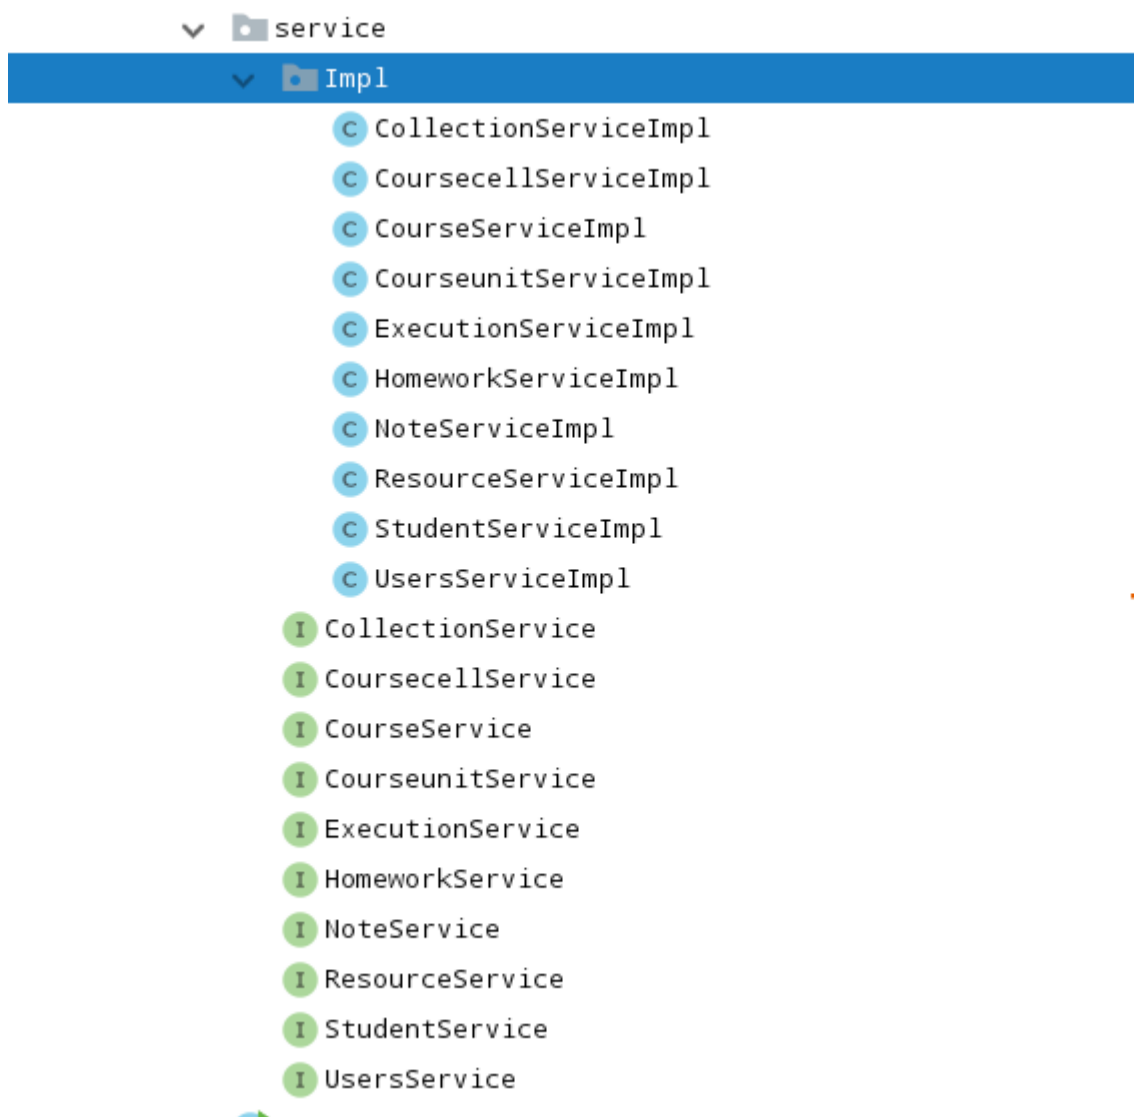 service
Impl
C CollectionServiceImpl
C CoursecellServiceImpl
C CourseServiceImpl
C CourseunitServiceImpl
C ExecutionServiceImpl
C HomeworkServiceImpl
C NoteServiceImpl
C ResourceServiceImpl
C StudentServiceImpl
C UsersServiceImpl
I CollectionService
I CoursecellService
I CourseService
I CourseunitService
I ExecutionService
I HomeworkService
I NoteService
I ResourceService
I StudentService
I UsersService